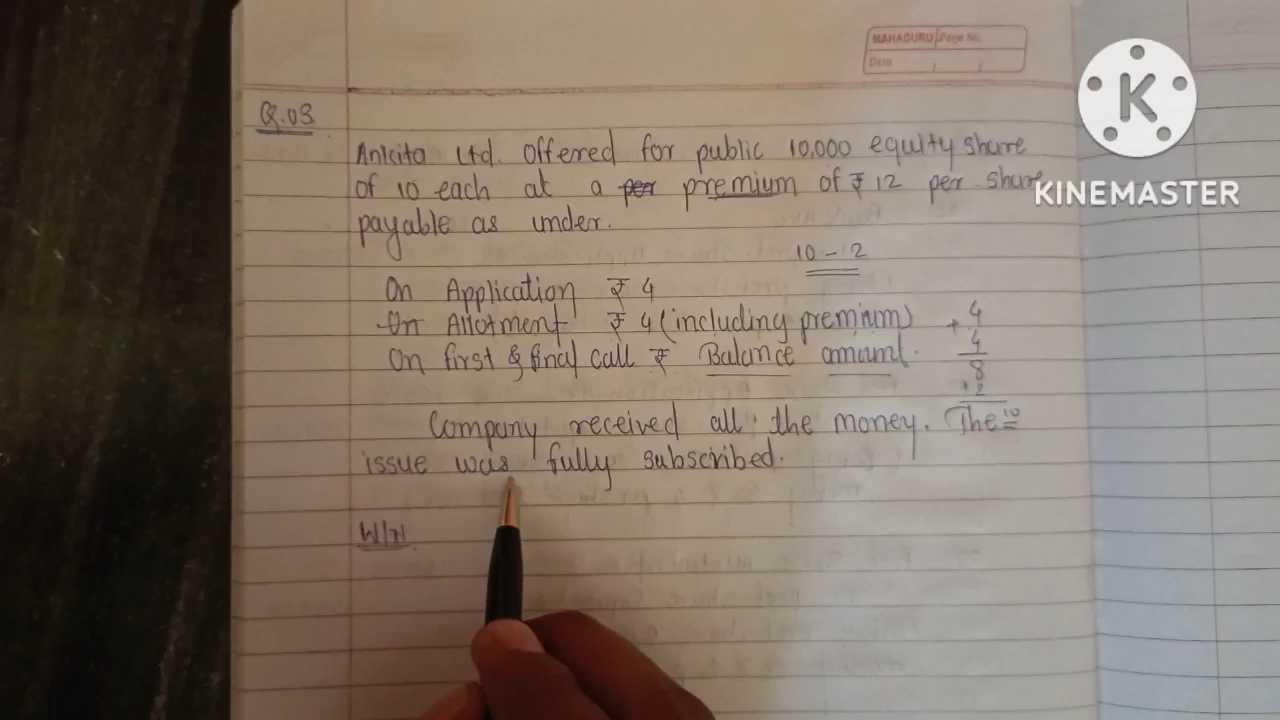 MAHAGURU Page No.
Date
K
KINEMASTER
Q.03
Ankita Ltd. offered for public 10,000 equity share
of 10 each at a per premium of ₹ 12 per share
payable as under.
10 - 2
On Application ₹ 4
On Allotment ₹ 4 (including premium)
On first & final call ₹ Balance amount.
+ 4
4
8
+ 2
10
Company received all the money. The
issue was fully subscribed.
W/N